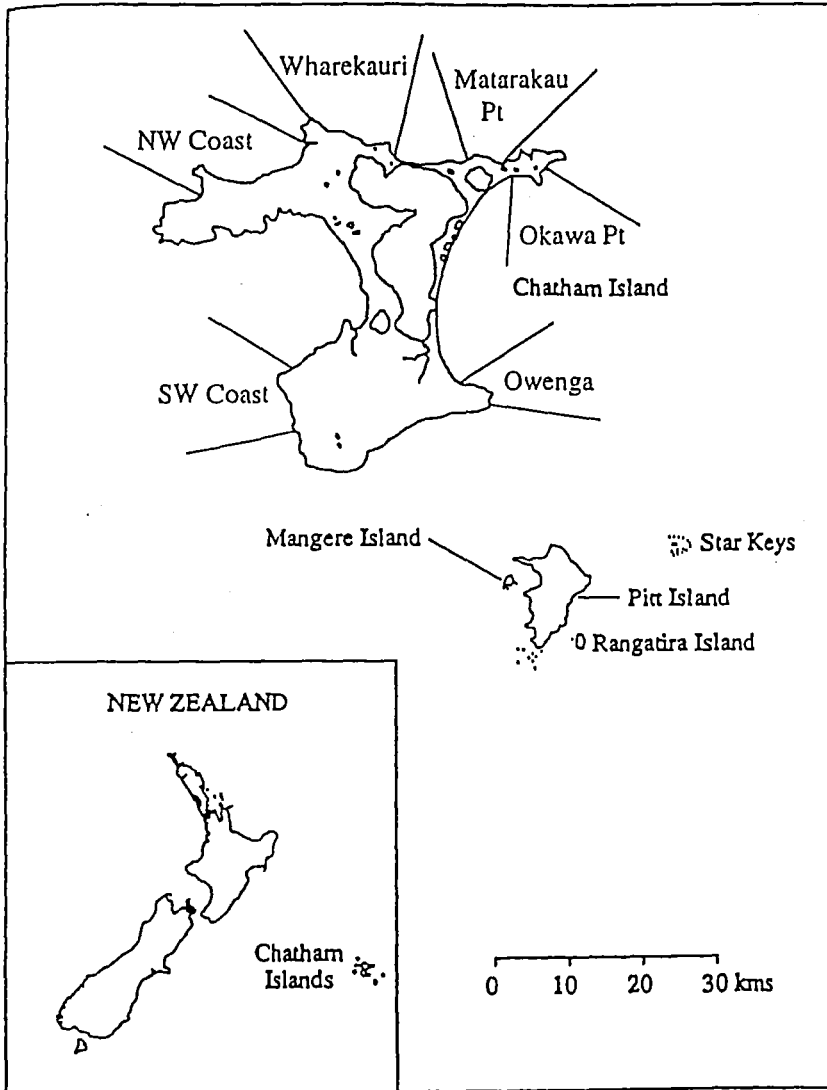 Wharekauri
Matarakau
Pt
NW Coast
Okawa Pt
Chatham Island
SW Coast
Owenga
Mangere Island
Star Keys
Pitt Island
Rangatira Island
NEW ZEALAND
Chatham
Islands
0 10 20 30 kms